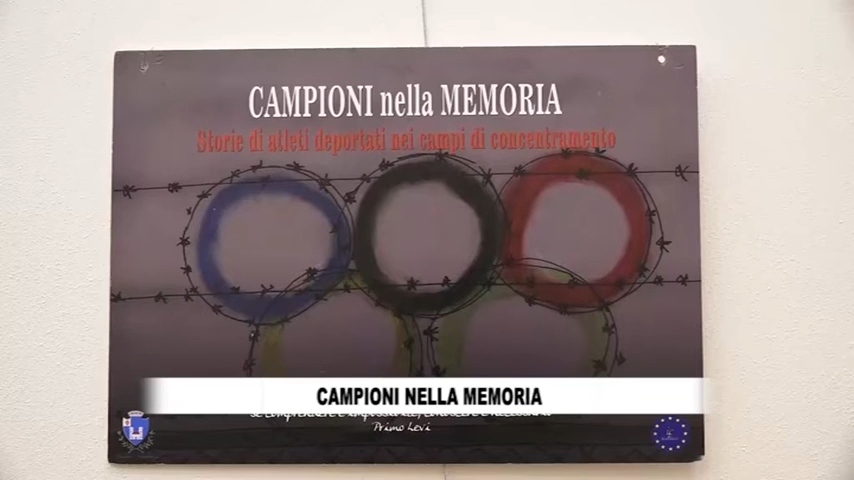 CAMPIONI nella MEMORIA
Storie di atleti deportati nei campi di concentramento
CAMPIONI NELLA MEMORIA
Primo Levi